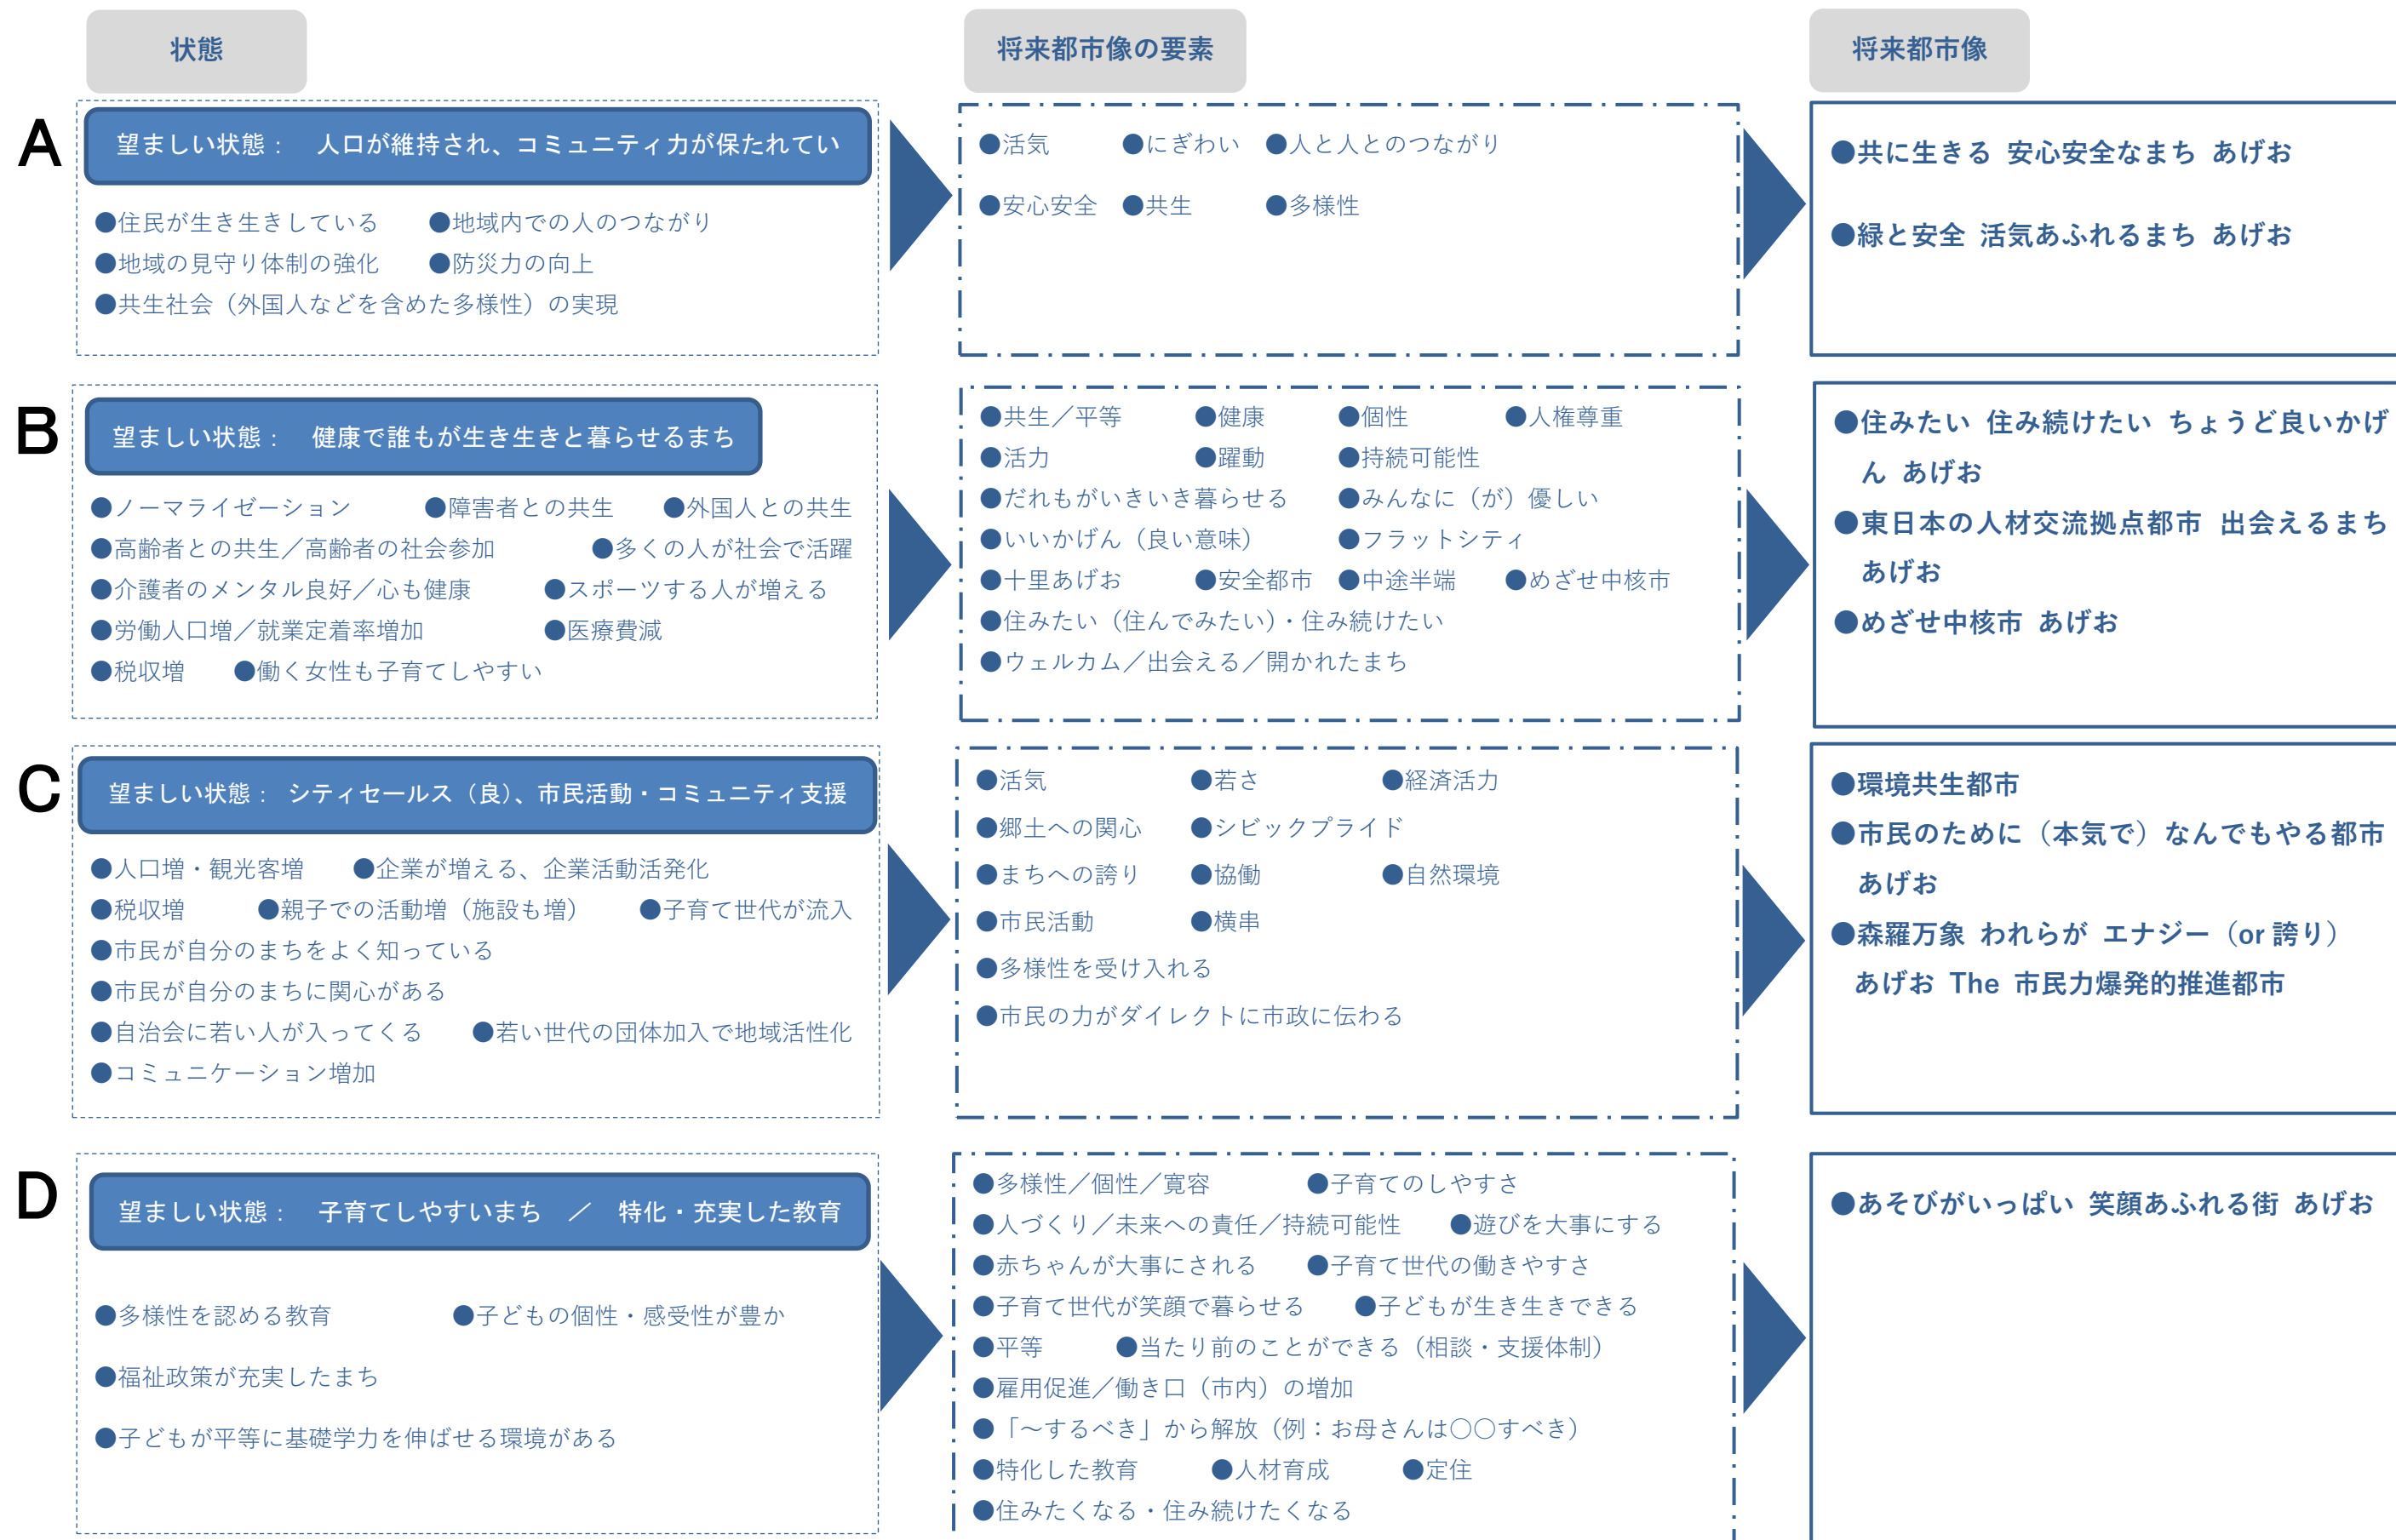 状態
将来都市像の要素
将来都市像
A
望ましい状態： 人口が維持され、コミュニティ力が保たれてい
●住民が生き生きしている ●地域内での人のつながり
●地域の見守り体制の強化 ●防災力の向上
●共生社会（外国人などを含めた多様性）の実現
●活気 ●にぎわい ●人と人とのつながり
●安心安全 ●共生 ●多様性
●共に生きる 安心安全なまち あげお
●緑と安全 活気あふれるまち あげお
B
望ましい状態： 健康で誰もが生き生きと暮らせるまち
●ノーマライゼーション ●障害者との共生 ●外国人との共生
●高齢者との共生／高齢者の社会参加 ●多くの人が社会で活躍
●介護者のメンタル良好／心も健康 ●スポーツする人が増える
●労働人口増／就業定着率増加 ●医療費減
●税収増 ●働く女性も子育てしやすい
●共生／平等 ●健康 ●個性 ●人権尊重
●活力 ●躍動 ●持続可能性
●だれもがいきいき暮らせる ●みんなに（が）優しい
●いいかげん（良い意味） ●フラットシティ
●十里あげお ●安全都市 ●中途半端 ●めざせ中核市
●住みたい（住んでみたい）・住み続けたい
●ウェルカム／出会える／開かれたまち
●住みたい 住み続けたい ちょうど良いかげ
ん あげお
●東日本の人材交流拠点都市 出会えるまち
あげお
●めざせ中核市 あげお
C
望ましい状態： シティセールス（良）、市民活動・コミュニティ支援
●人口増・観光客増 ●企業が増える、企業活動活発化
●税収増 ●親子での活動増（施設も増） ●子育て世代が流入
●市民が自分のまちをよく知っている
●市民が自分のまちに関心がある
●自治会に若い人が入ってくる ●若い世代の団体加入で地域活性化
●コミュニケーション増加
●活気 ●若さ ●経済活力
●郷土への関心 ●シビックプライド
●まちへの誇り ●協働 ●自然環境
●市民活動 ●横串
●多様性を受け入れる
●市民の力がダイレクトに市政に伝わる
●環境共生都市
●市民のために（本気で）なんでもやる都市
あげお
●森羅万象 われらが エナジー（or 誇り）
あげお The 市民力爆発的推進都市
D
望ましい状態： 子育てしやすいまち ／ 特化・充実した教育
●多様性を認める教育 ●子どもの個性・感受性が豊か
●福祉政策が充実したまち
●子どもが平等に基礎学力を伸ばせる環境がある
●多様性／個性／寛容 ●子育てのしやすさ
●人づくり／未来への責任／持続可能性 ●遊びを大事にする
●赤ちゃんが大事にされる ●子育て世代の働きやすさ
●子育て世代が笑顔で暮らせる ●子どもが生き生きできる
●平等 ●当たり前のことができる（相談・支援体制）
●雇用促進／働き口（市内）の増加
●「～するべき」から解放（例：お母さんは○○すべき）
●特化した教育 ●人材育成 ●定住
●住みたくなる・住み続けたくなる
●あそびがいっぱい 笑顔あふれる街 あげお